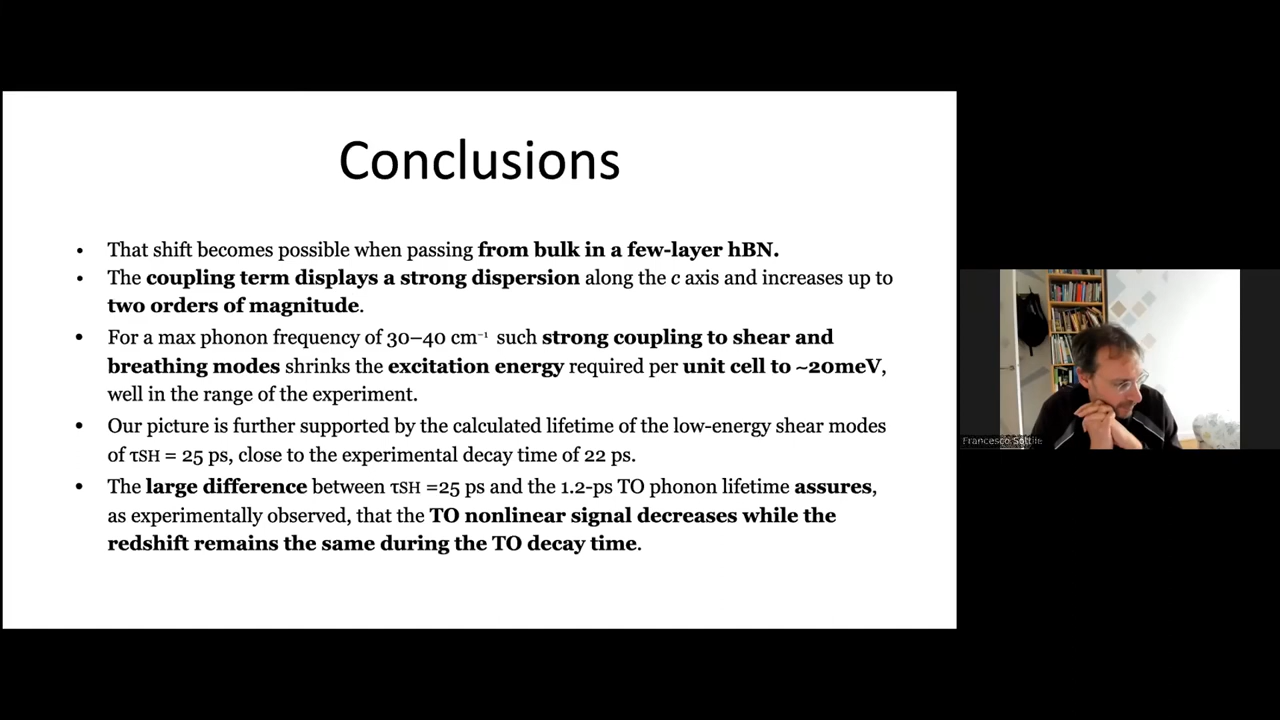 Conclusions
• That shift becomes possible when passing from bulk in a few-layer hBN.
• The coupling term displays a strong dispersion along the c axis and increases up to
two orders of magnitude.
• For a max phonon frequency of 30–40 cm⁻¹ such strong coupling to shear and
breathing modes shrinks the excitation energy required per unit cell to ~20meV,
well in the range of the experiment.
• Our picture is further supported by the calculated lifetime of the low-energy shear modes
of τSH = 25 ps, close to the experimental decay time of 22 ps.
• The large difference between τSH =25 ps and the 1.2-ps TO phonon lifetime assures,
as experimentally observed, that the TO nonlinear signal decreases while the
redshift remains the same during the TO decay time.
Francesco Sottile